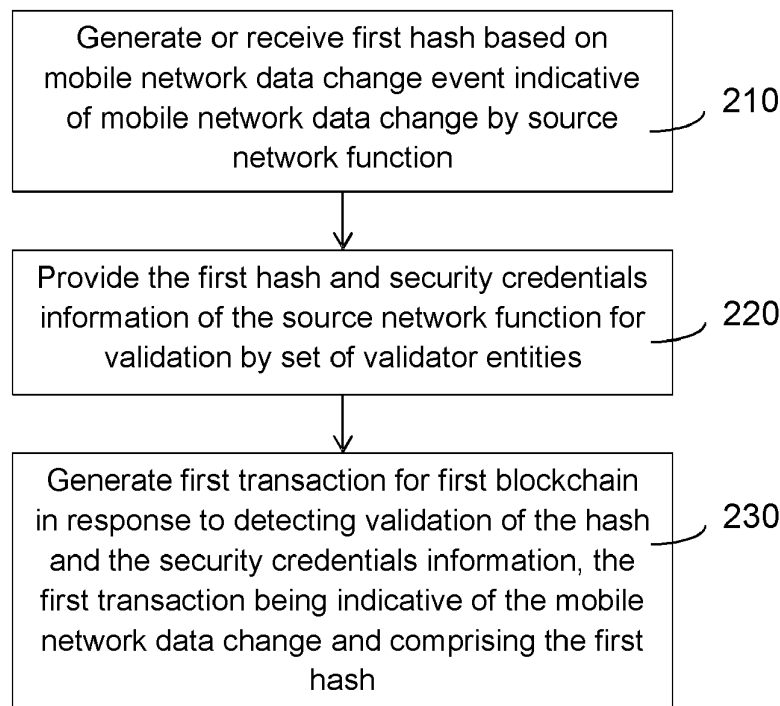 Generate or receive first hash based on
mobile network data change event indicative
of mobile network data change by source
network function
210
Provide the first hash and security credentials
information of the source network function for
validation by set of validator entities
220
Generate first transaction for first blockchain
in response to detecting validation of the hash
and the security credentials information, the
first transaction being indicative of the mobile
network data change and comprising the first
hash
230